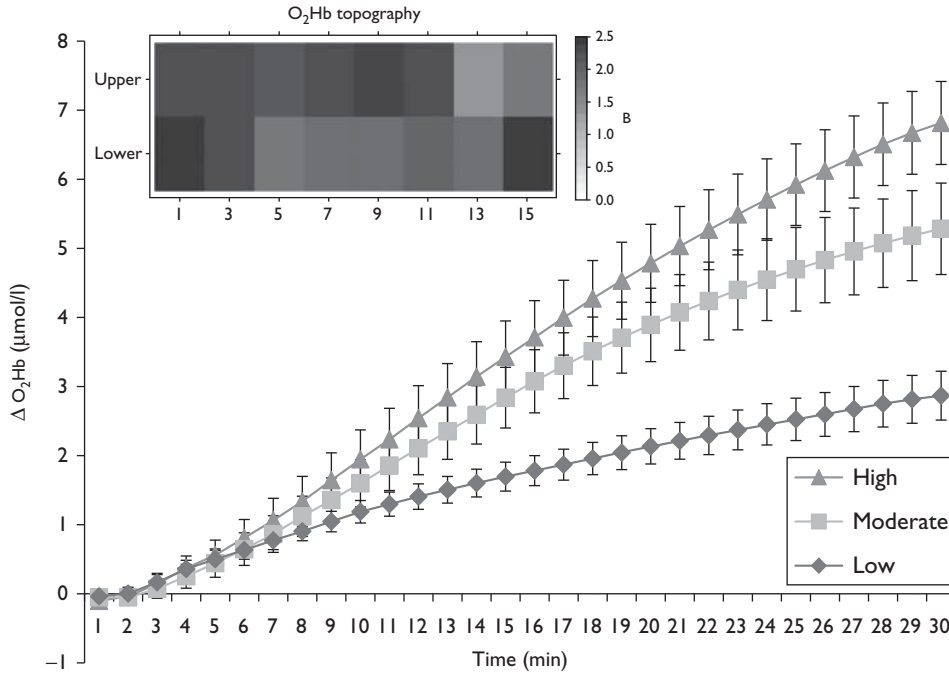 O₂Hb topography
Upper
Lower
1 3 5 7 9 11 13 15
2.5
2.0
1.5
1.0
0.5
0.0
B
8
7
6
5
4
3
2
1
0
–1
Δ O₂Hb (μmol/l)
High
Moderate
Low
1 2 3 4 5 6 7 8 9 10 11 12 13 14 15 16 17 18 19 20 21 22 23 24 25 26 27 28 29 30
Time (min)